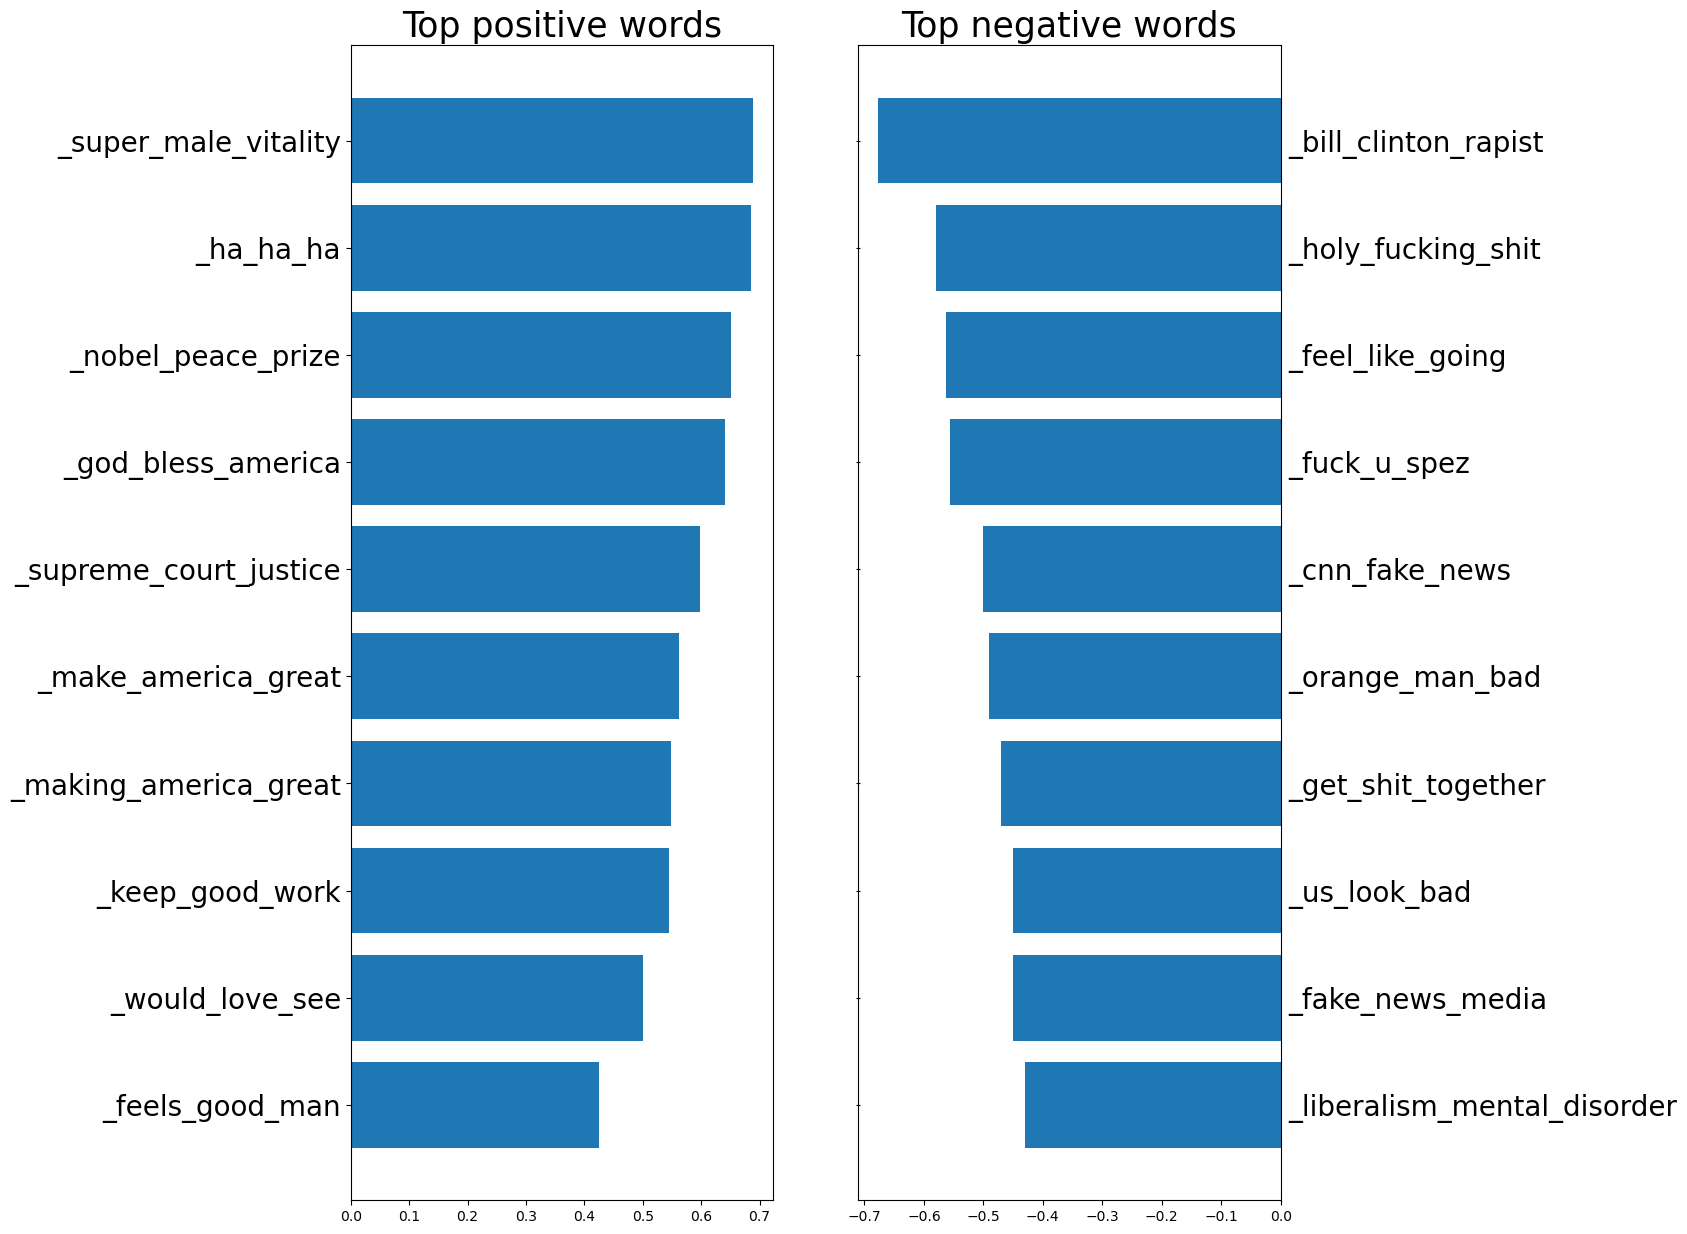 Top positive words
_super_male_vitality
_ha_ha_ha
_nobel_peace_prize
_god_bless_america
_supreme_court_justice
_make_america_great
_making_america_great
_keep_good_work
_would_love_see
_feels_good_man
0.0 0.1 0.2 0.3 0.4 0.5 0.6 0.7
Top negative words
_bill_clinton_rapist
_holy_fucking_shit
_feel_like_going
_fuck_u_spez
_cnn_fake_news
_orange_man_bad
_get_shit_together
_us_look_bad
_fake_news_media
_liberalism_mental_disorder
−0.7 −0.6 −0.5 −0.4 −0.3 −0.2 −0.1 0.0